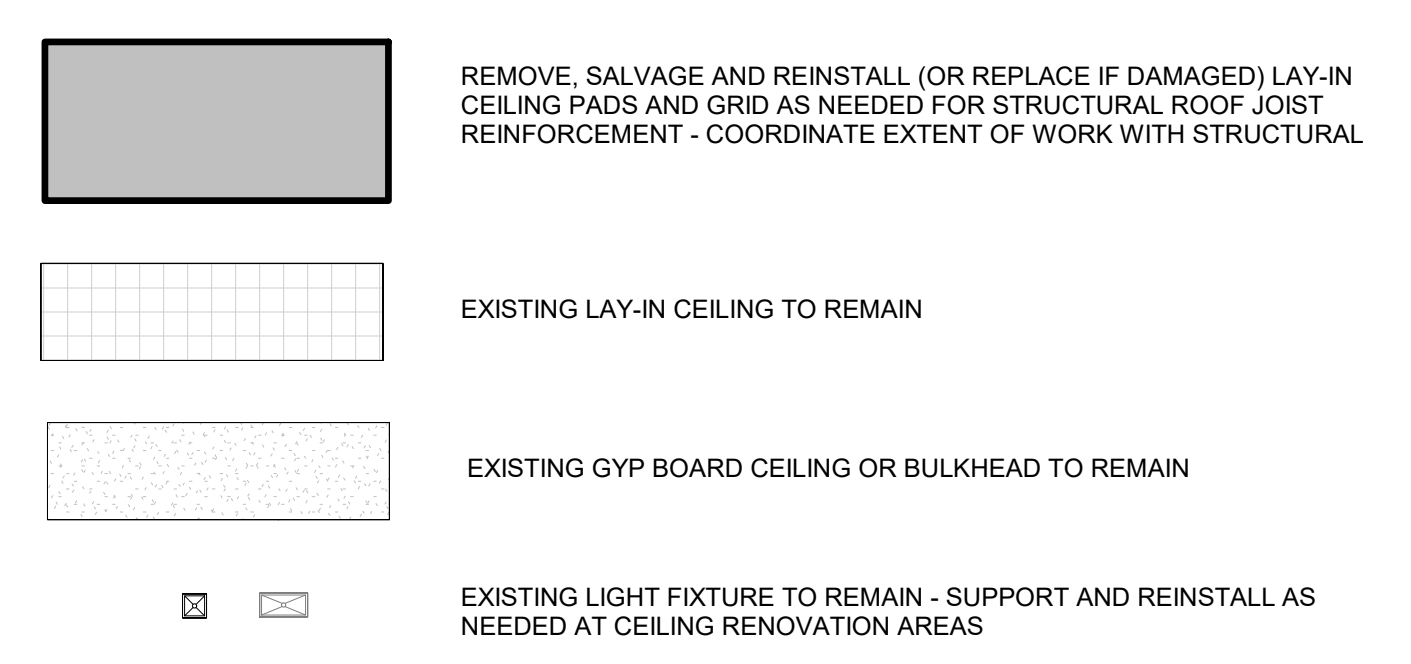 REMOVE, SALVAGE AND REINSTALL (OR REPLACE IF DAMAGED) LAY-IN
CEILING PADS AND GRID AS NEEDED FOR STRUCTURAL ROOF JOIST
REINFORCEMENT - COORDINATE EXTENT OF WORK WITH STRUCTURAL
EXISTING LAY-IN CEILING TO REMAIN
EXISTING GYP BOARD CEILING OR BULKHEAD TO REMAIN
EXISTING LIGHT FIXTURE TO REMAIN - SUPPORT AND REINSTALL AS
NEEDED AT CEILING RENOVATION AREAS